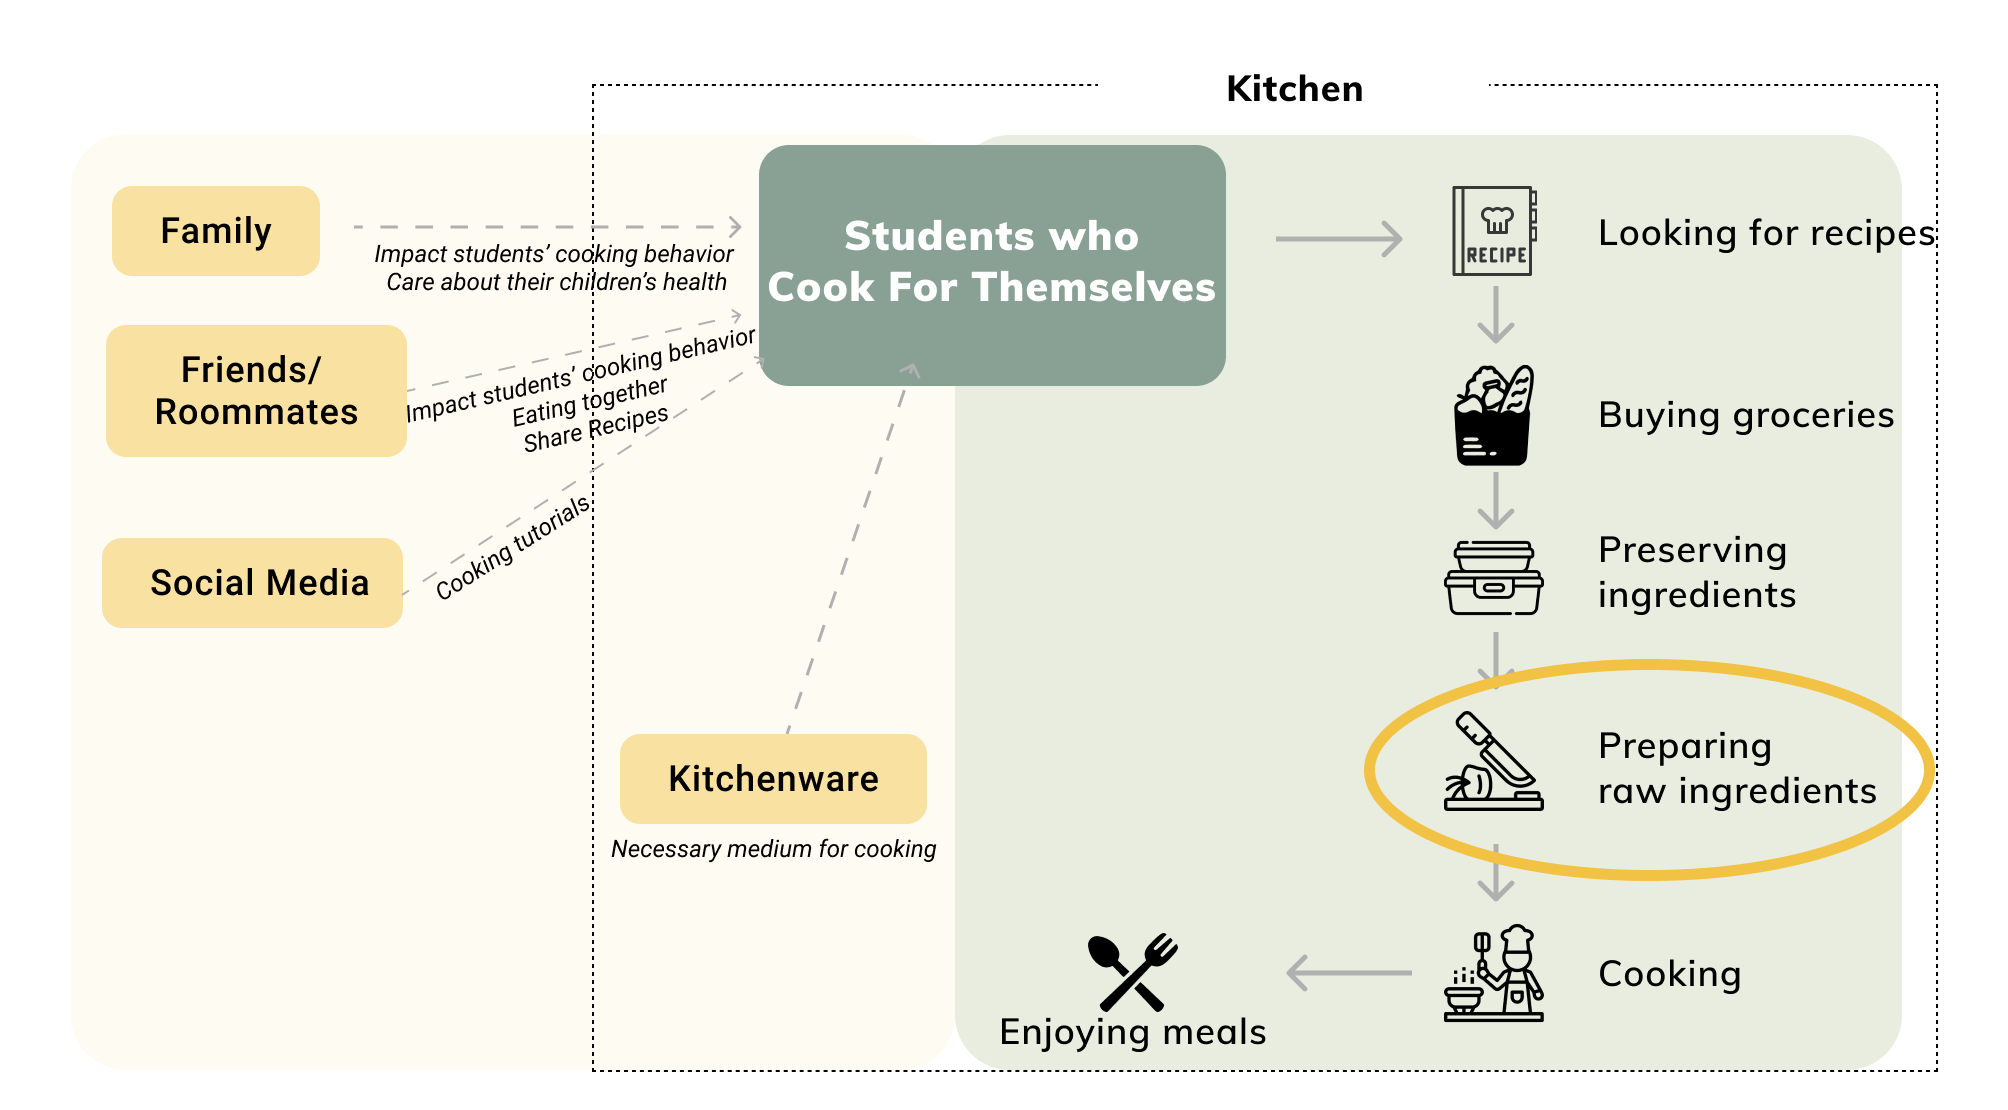 Kitchen
Family
Impact students’ cooking behavior
Care about their children’s health
Friends/
Roommates
Impact students’ cooking behavior
Eating together
Share Recipes
Social Media
Cooking tutorials
Students who
Cook For Themselves
Kitchenware
Necessary medium for cooking
RECIPE
Looking for recipes
Buying groceries
Preserving
ingredients
Preparing
raw ingredients
Cooking
Enjoying meals